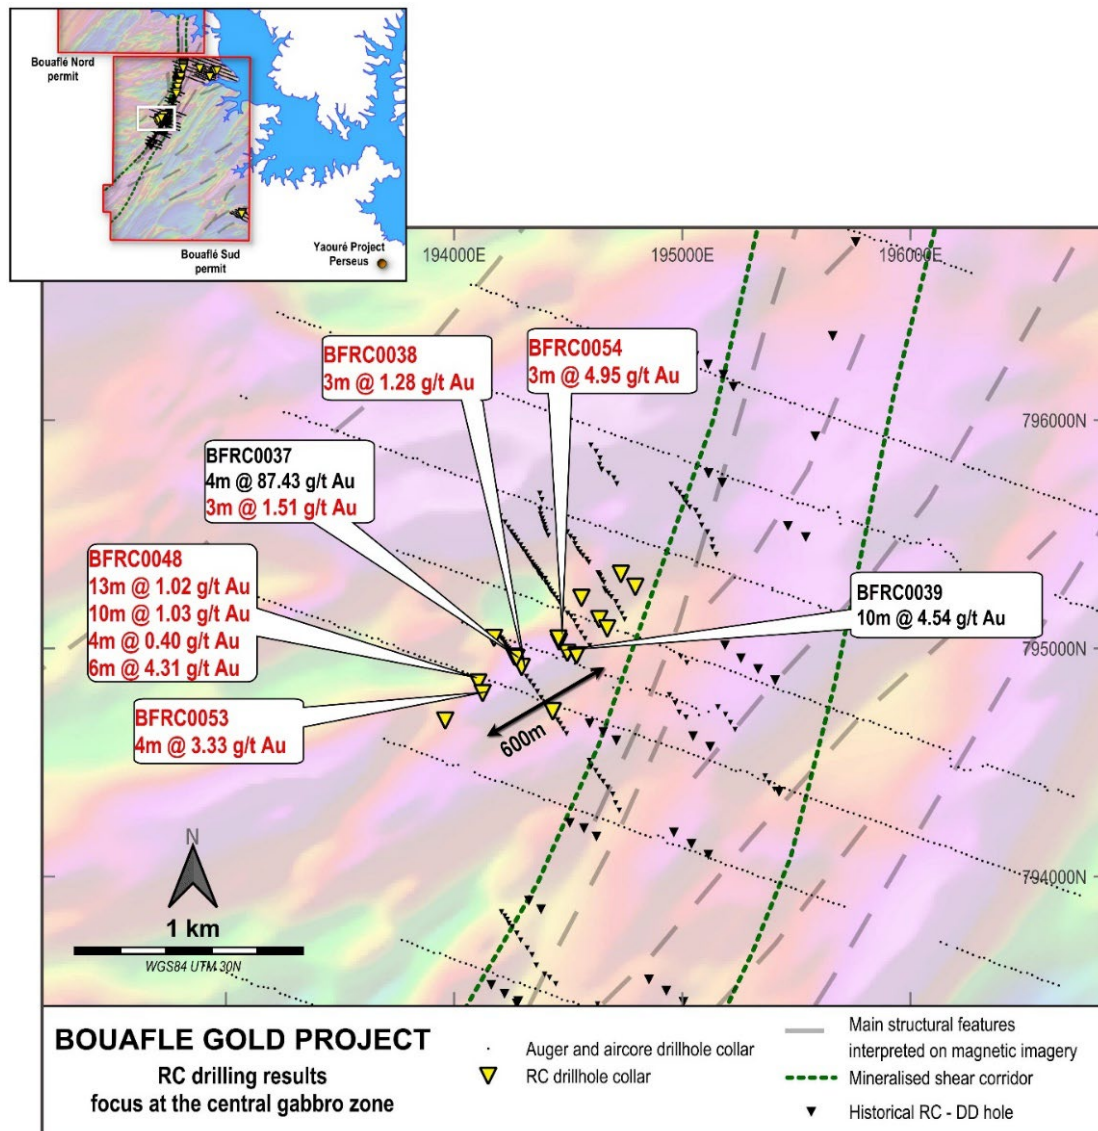 Bouaflé Nord
permit
Bouaflé Sud
permit
Yaouré Project
Perseus
194000E
195000E
196000E
BFRC0038
3m @ 1.28 g/t Au
BFRC0054
3m @ 4.95 g/t Au
796000N
BFRC0037
4m @ 87.43 g/t Au
3m @ 1.51 g/t Au
BFRC0048
13m @ 1.02 g/t Au
10m @ 1.03 g/t Au
4m @ 0.40 g/t Au
6m @ 4.31 g/t Au
BFRC0039
10m @ 4.54 g/t Au
795000N
BFRC0053
4m @ 3.33 g/t Au
600m
794000N
N
1 km
WGS84 UTM 30N
BOUAFLE GOLD PROJECT
RC drilling results
focus at the central gabbro zone
Auger and aircore drillhole collar
RC drillhole collar
Main structural features
interpreted on magnetic imagery
Mineralised shear corridor
Historical RC - DD hole